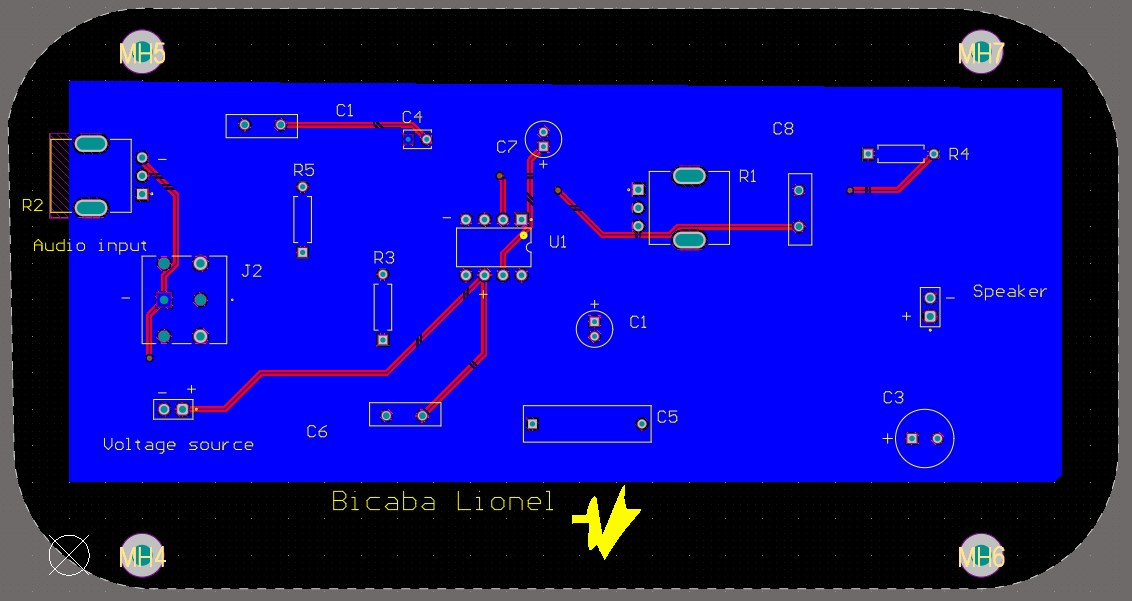 MH5
MH7
C1
C4
C7
C8
R4
R5
R1
R2
Audio input
U1
J2
R3
Speaker
C1
C3
C5
C6
Voltage source
Bicaba Lionel
MH4
MH6